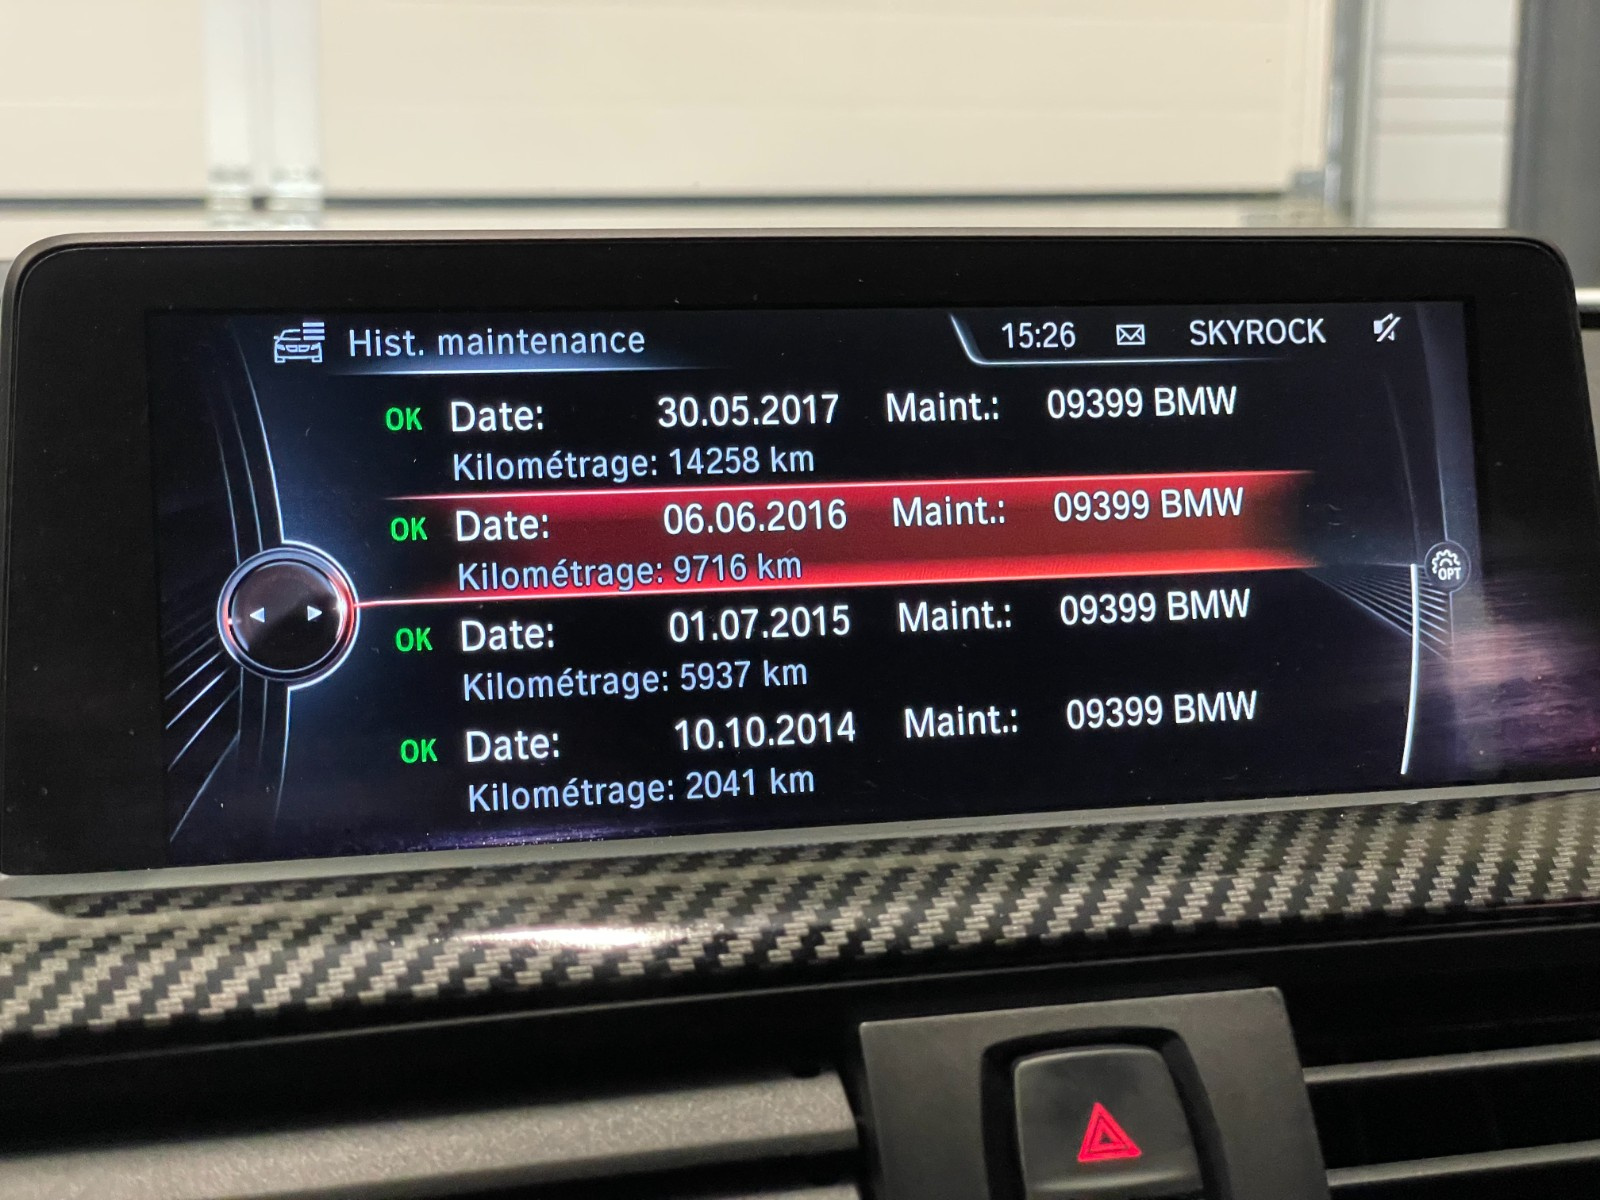 Hist. maintenance 15:26 SKYROCK
OK Date: 30.05.2017 Maint.: 09399 BMW
Kilométrage: 14258 km
OK Date: 06.06.2016 Maint.: 09399 BMW
Kilométrage: 9716 km
OPT
OK Date: 01.07.2015 Maint.: 09399 BMW
Kilométrage: 5937 km
OK Date: 10.10.2014 Maint.: 09399 BMW
Kilométrage: 2041 km